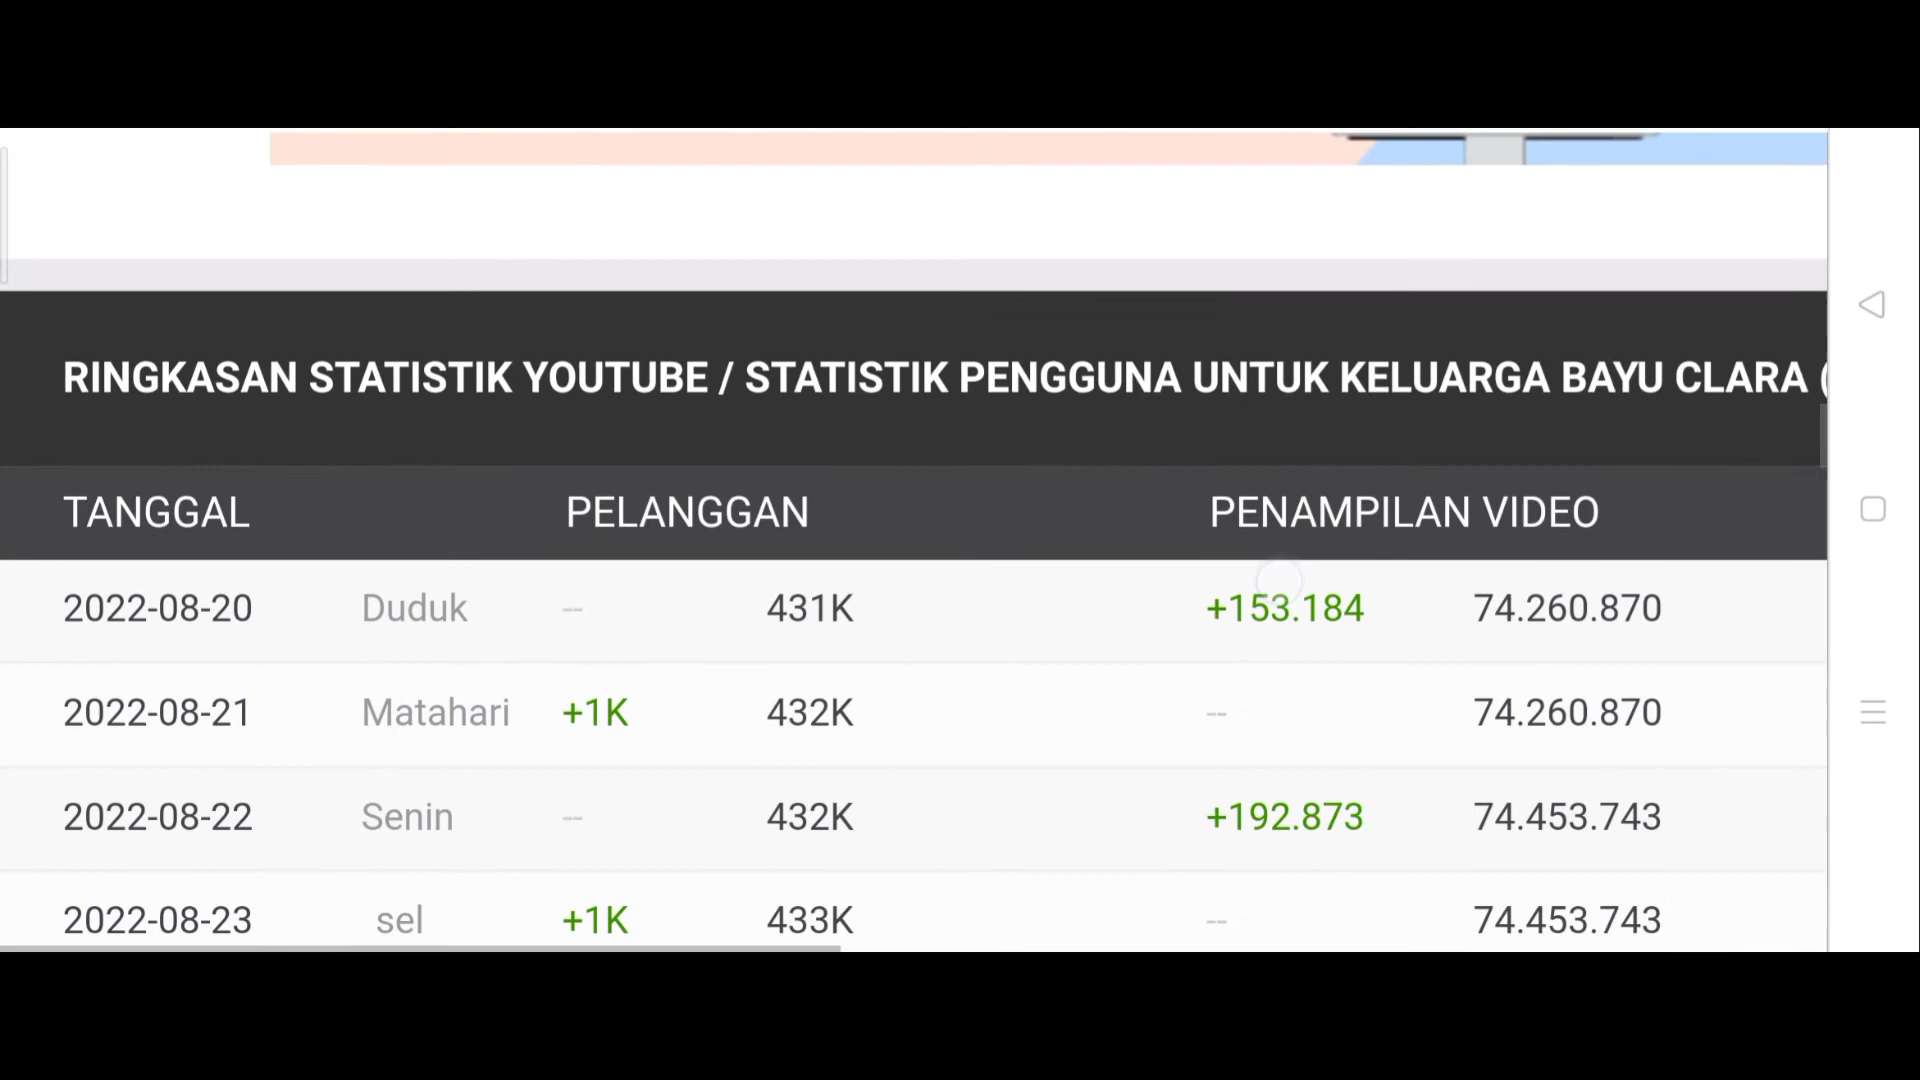 RINGKASAN STATISTIK YOUTUBE / STATISTIK PENGGUNA UNTUK KELUARGA BAYU CLARA (
TANGGAL PELANGGAN PENAMPILAN VIDEO
2022-08-20 Duduk -- 431K +153.184 74.260.870
2022-08-21 Matahari +1K 432K -- 74.260.870
2022-08-22 Senin -- 432K +192.873 74.453.743
2022-08-23 sel +1K 433K -- 74.453.743